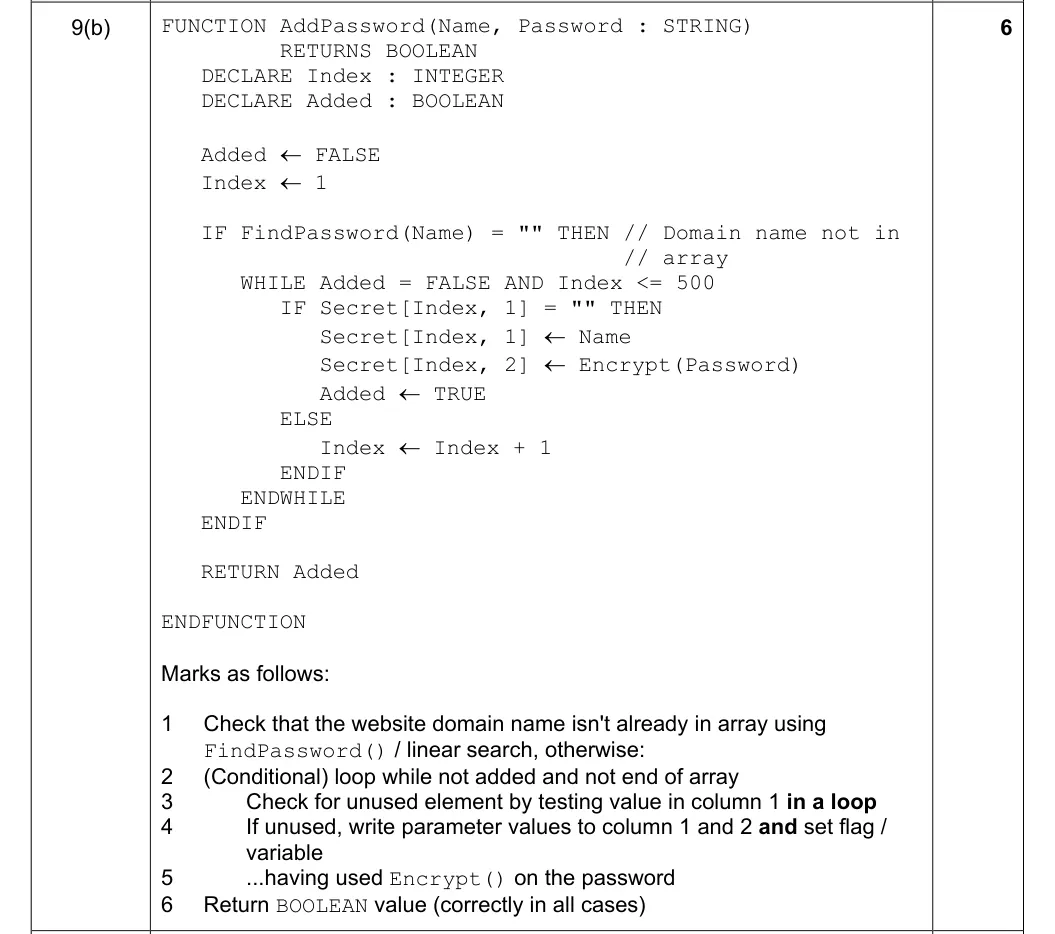 9(b)
FUNCTION AddPassword(Name, Password : STRING)
6
RETURNS BOOLEAN
DECLARE Index : INTEGER
DECLARE Added : BOOLEAN
Added ← FALSE
Index ← 1
IF FindPassword(Name) = "" THEN // Domain name not in
// array
WHILE Added = FALSE AND Index <= 500
IF Secret[Index, 1] = "" THEN
Secret[Index, 1] ← Name
Secret[Index, 2] ← Encrypt(Password)
Added ← TRUE
ELSE
Index ← Index + 1
ENDIF
ENDWHILE
ENDIF
RETURN Added
ENDFUNCTION
Marks as follows:
1 Check that the website domain name isn't already in array using
FindPassword() / linear search, otherwise:
2 (Conditional) loop while not added and not end of array
3 Check for unused element by testing value in column 1 in a loop
4 If unused, write parameter values to column 1 and 2 and set flag /
variable
5 ...having used Encrypt() on the password
6 Return BOOLEAN value (correctly in all cases)